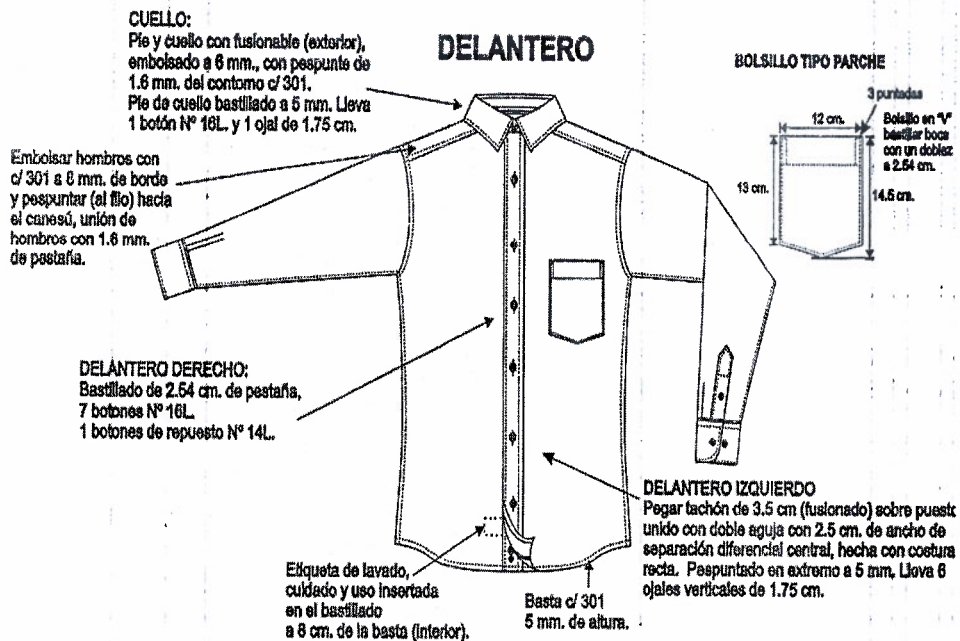 CUELLO:
Pie y cuello con fusionable (exterior),
embolsado a 6 mm., con pespunte de
1.6 mm. del contorno c/ 301.
Pie de cuello bastillado a 5 mm. Lleva
1 botón Nº 16L. y 1 ojal de 1.75 cm.
DELANTERO
BOLSILLO TIPO PARCHE
3 puntadas
12 cm.
Bolsillo en "V"
bastillar boca
con un doblez
a 2.54 cm.
13 cm.
14.5 cm.
Embolsar hombros con
c/ 301 a 8 mm. de borde
y pespuntar (al filo) hacia
el canesú, unión de
hombros con 1.6 mm.
de pestaña.
DELANTERO DERECHO:
Bastillado de 2.54 cm. de pestaña,
7 botones Nº 16L.
1 botones de repuesto Nº 14L.
DELANTERO IZQUIERDO
Pegar tachón de 3.5 cm (fusionado) sobre puesto
unido con doble aguja con 2.5 cm. de ancho de
separación diferencial central, hecha con costura
recta. Pespuntado en extremo a 5 mm. Lleva 6
ojales verticales de 1.75 cm.
Etiqueta de lavado,
cuidado y uso insertada
en el bastillado
a 8 cm. de la basta (interior).
Basta c/ 301
5 mm. de altura.